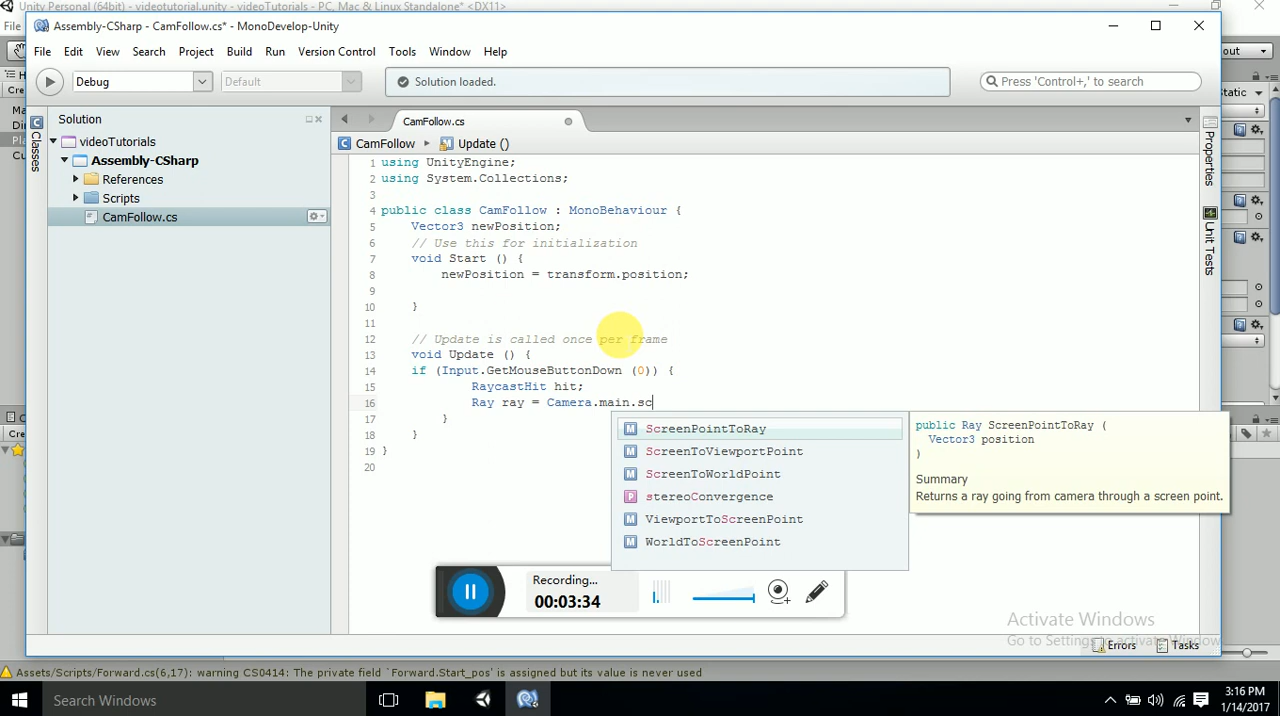 Unity Personal (64bit) - videotutorial.unity - videoTutorials - PC, Mac & Linux Standalone* <DX11>
Assembly-CSharp - CamFollow.cs* - MonoDevelop-Unity
File Edit View Search Project Build Run Version Control Tools Window Help
Debug
Default
Solution loaded.
Press 'Control+,' to search
Solution
CamFollow.cs
videoTutorials
Assembly-CSharp
References
Scripts
CamFollow.cs
Classes
CamFollow Update ()
1 using UnityEngine;
2 using System.Collections;
3
4 public class CamFollow : MonoBehaviour {
5 Vector3 newPosition;
6 // Use this for initialization
7 void Start () {
8 newPosition = transform.position;
9
10 }
11
12 // Update is called once per frame
13 void Update () {
14 if (Input.GetMouseButtonDown (0)) {
15 RaycastHit hit;
16 Ray ray = Camera.main.sc
17 }
18 }
19 }
20
ScreenPointToRay
ScreenToViewportPoint
ScreenToWorldPoint
stereoConvergence
ViewportToScreenPoint
WorldToScreenPoint
public Ray ScreenPointToRay (
Vector3 position
)
Summary
Returns a ray going from camera through a screen point.
Properties
Unit Tests
Static
Recording...
00:03:34
Activate Windows
Go to Settings to activate Windows
Errors Tasks
Assets/Scripts/Forward.cs(6,17): warning CS0414: The private field `Forward.Start_pos' is assigned but its value is never used
Search Windows
3:16 PM
1/14/2017